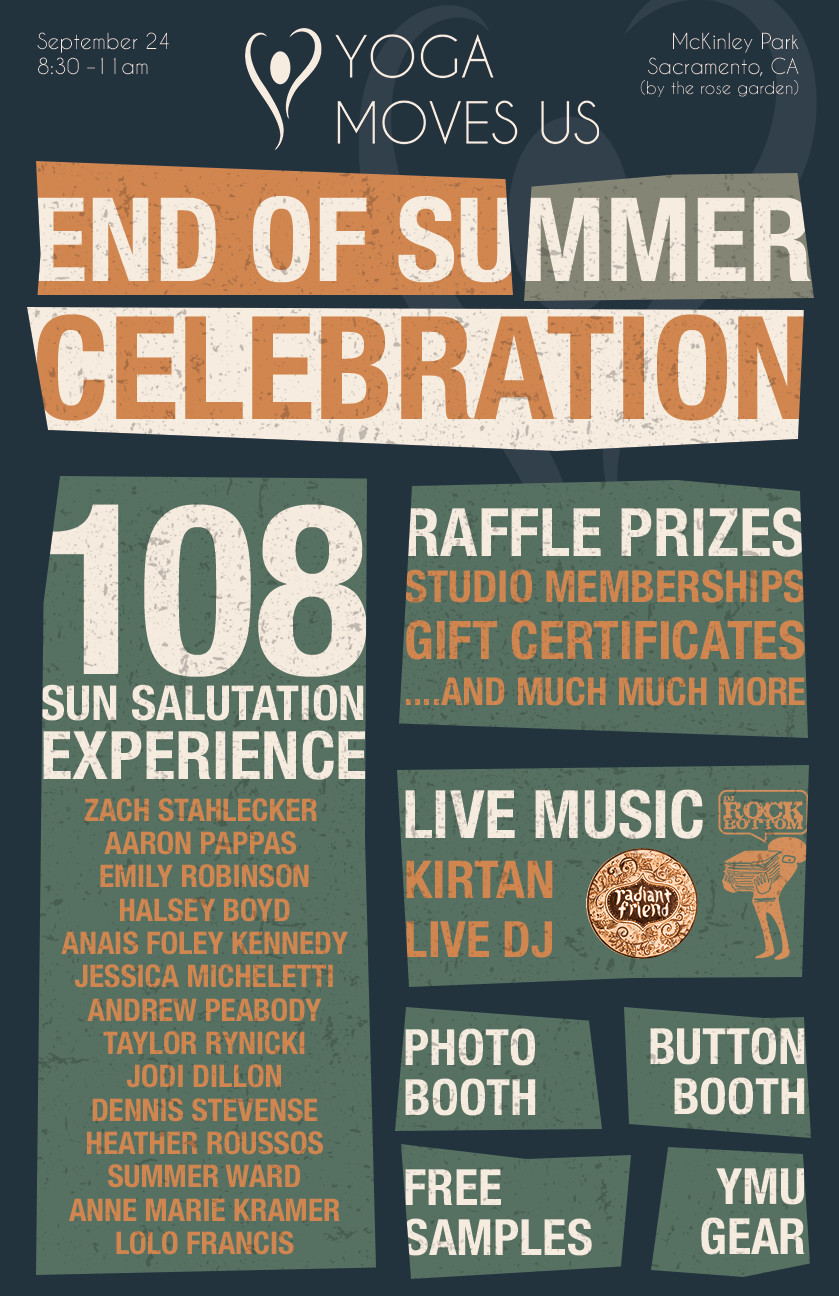 September 24
8:30 –11am
YOGA
MOVES US
McKinley Park
Sacramento, CA
(by the rose garden)
END OF SUMMER
CELEBRATION
108
SUN SALUTATION
EXPERIENCE
ZACH STAHLECKER
AARON PAPPAS
EMILY ROBINSON
HALSEY BOYD
ANAIS FOLEY KENNEDY
JESSICA MICHELETTI
ANDREW PEABODY
TAYLOR RYNICKI
JODI DILLON
DENNIS STEVENSE
HEATHER ROUSSOS
SUMMER WARD
ANNE MARIE KRAMER
LOLO FRANCIS
RAFFLE PRIZES
STUDIO MEMBERSHIPS
GIFT CERTIFICATES
....AND MUCH MUCH MORE
LIVE MUSIC
KIRTAN
LIVE DJ
radiant
friend
DJ
ROCK
BOTTOM
PHOTO
BOOTH
BUTTON
BOOTH
FREE
SAMPLES
YMU
GEAR